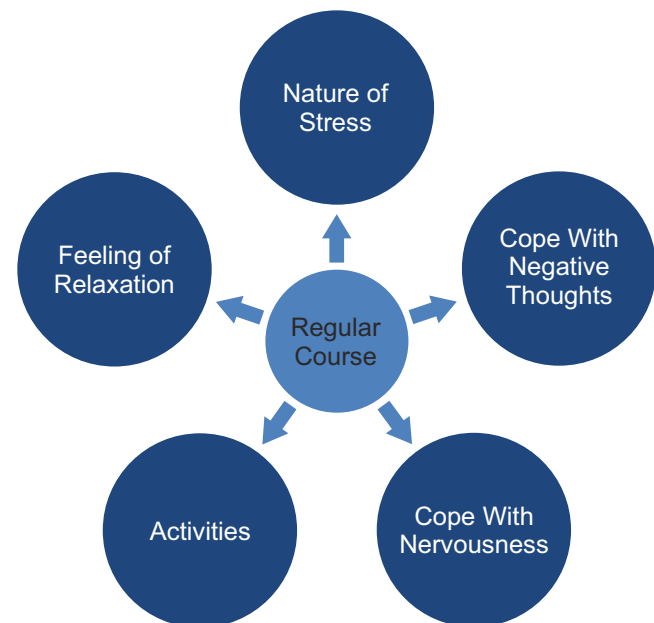 Nature of
Stress
Cope With
Negative
Thoughts
Feeling of
Relaxation
Regular
Course
Activities
Cope With
Nervousness